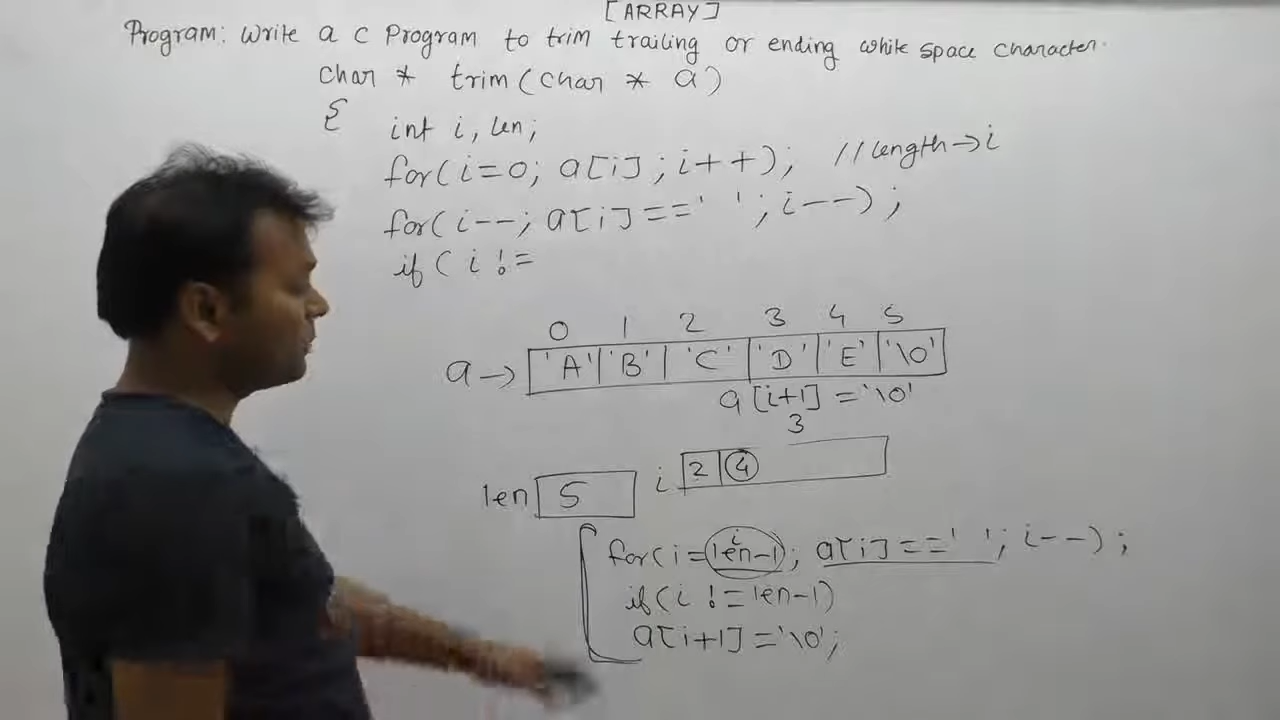 [ARRAY]
Program: Write a C Program to trim trailing or ending white space character.
char * trim(char * a)
{
int i, len;
for(i=0; a[i]; i++); //length→i
for(i--; a[i]==' '; i--);
if( i !=
0 1 2 3 4 5
a→ 'A' 'B' 'C' 'D' 'E' '\0'
a[i+1] = '\0'
3
len 5 i 2 4
i
for(i=len-1; a[i]==' '; i--);
if(i !=len-1)
a[i+1]='\0';